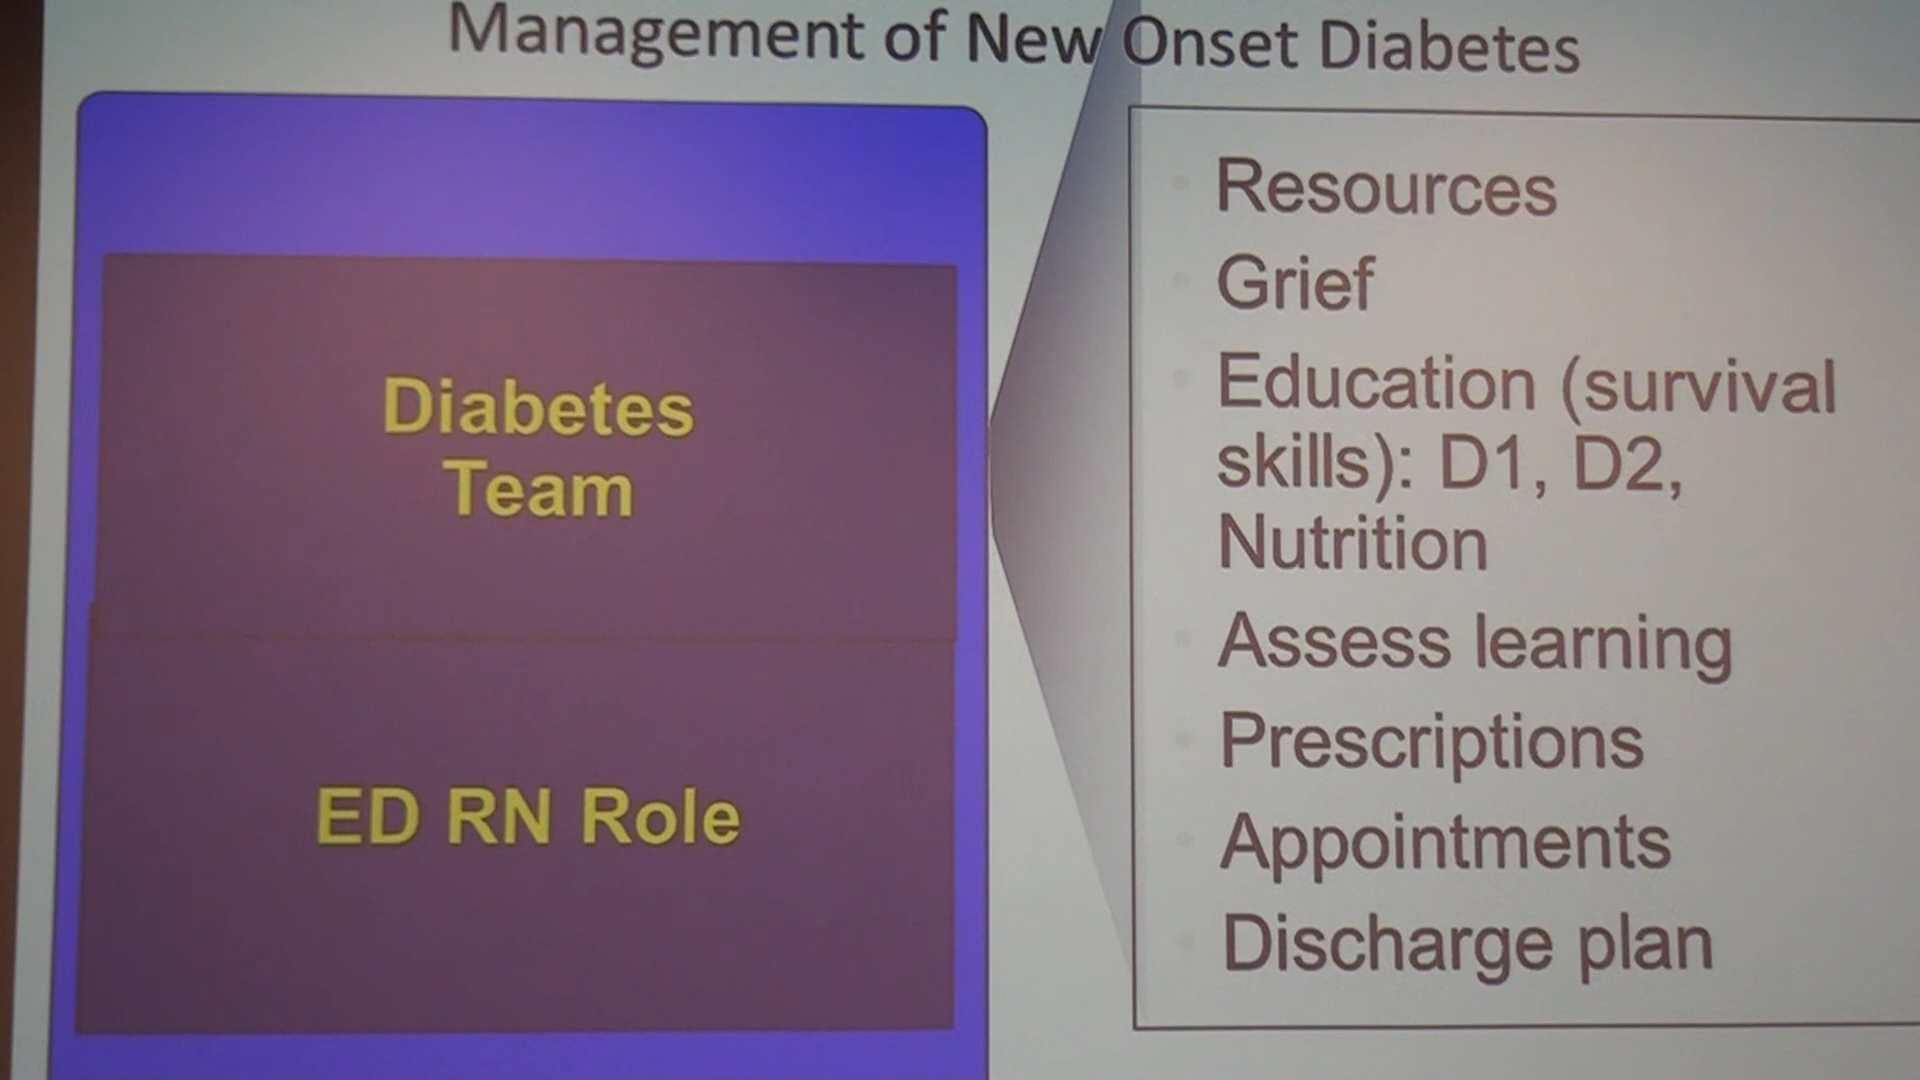 Management of New Onset Diabetes
Diabetes
Team
ED RN Role
Resources
Grief
Education (survival
skills): D1, D2,
Nutrition
Assess learning
Prescriptions
Appointments
Discharge plan